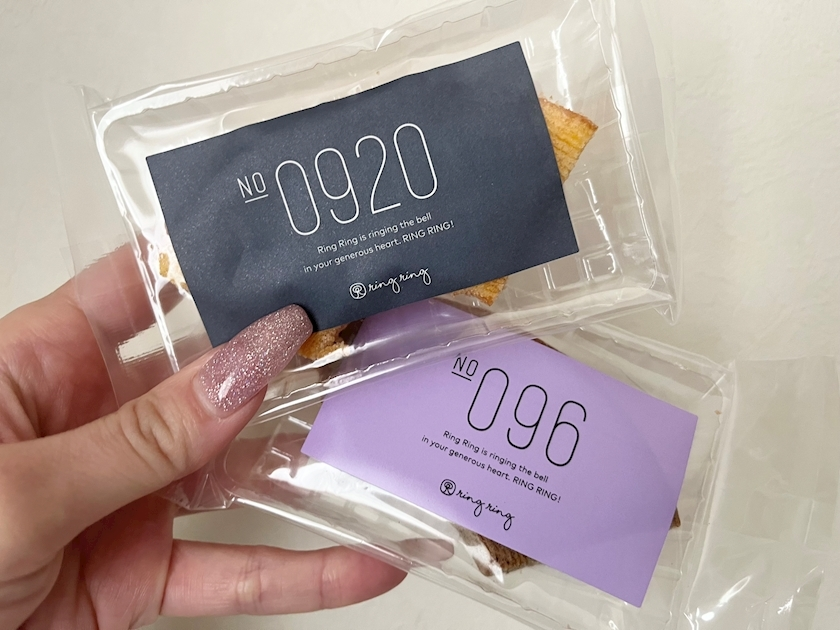 NO 0920
Ring Ring is ringing the bell
in your generous heart. RING RING!
ring ring
NO 096
Ring Ring is ringing the bell
in your generous heart. RING RING!
ring ring